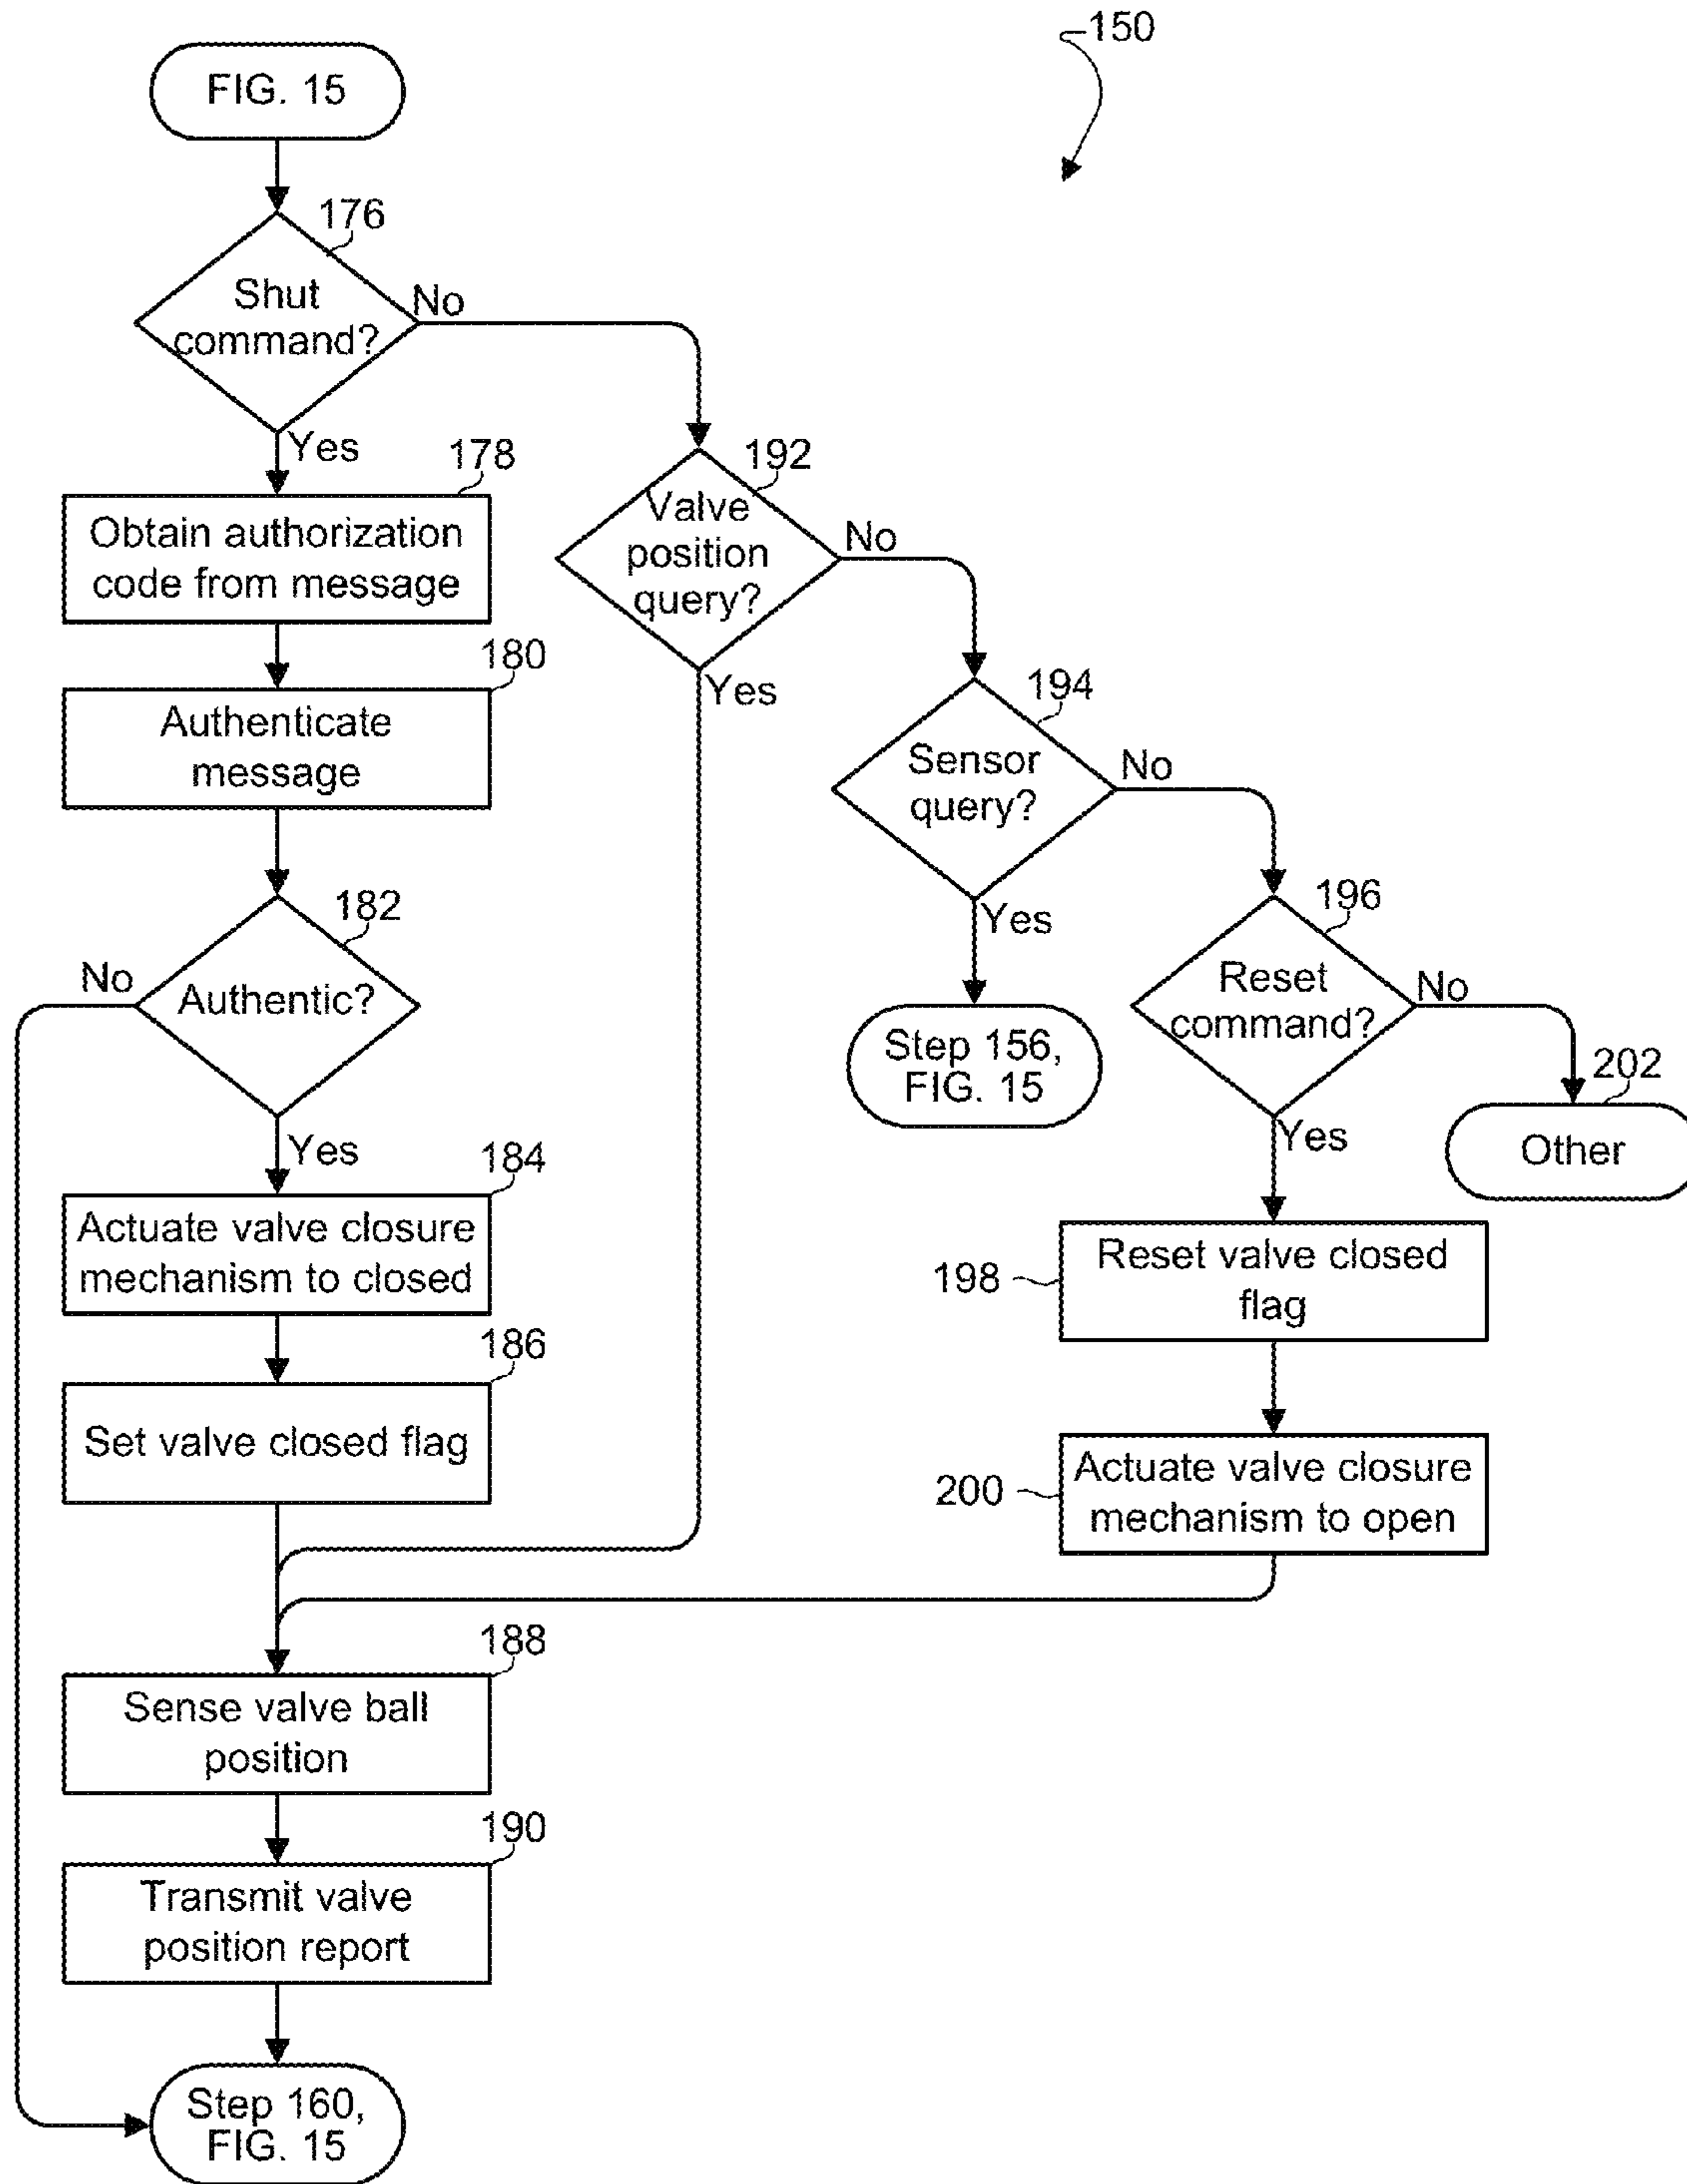 150
FIG. 15
176
Shut
command?
No
Yes
178
Obtain authorization
code from message
192
Valve
position
query?
No
Yes
180
Authenticate
message
194
Sensor
query?
No
Yes
182
No
Authentic?
Yes
196
Reset
command?
No
Yes
Step 156,
FIG. 15
202
Other
184
Actuate valve closure
mechanism to closed
198
Reset valve closed
flag
186
Set valve closed flag
200
Actuate valve closure
mechanism to open
188
Sense valve ball
position
190
Transmit valve
position report
Step 160,
FIG. 15